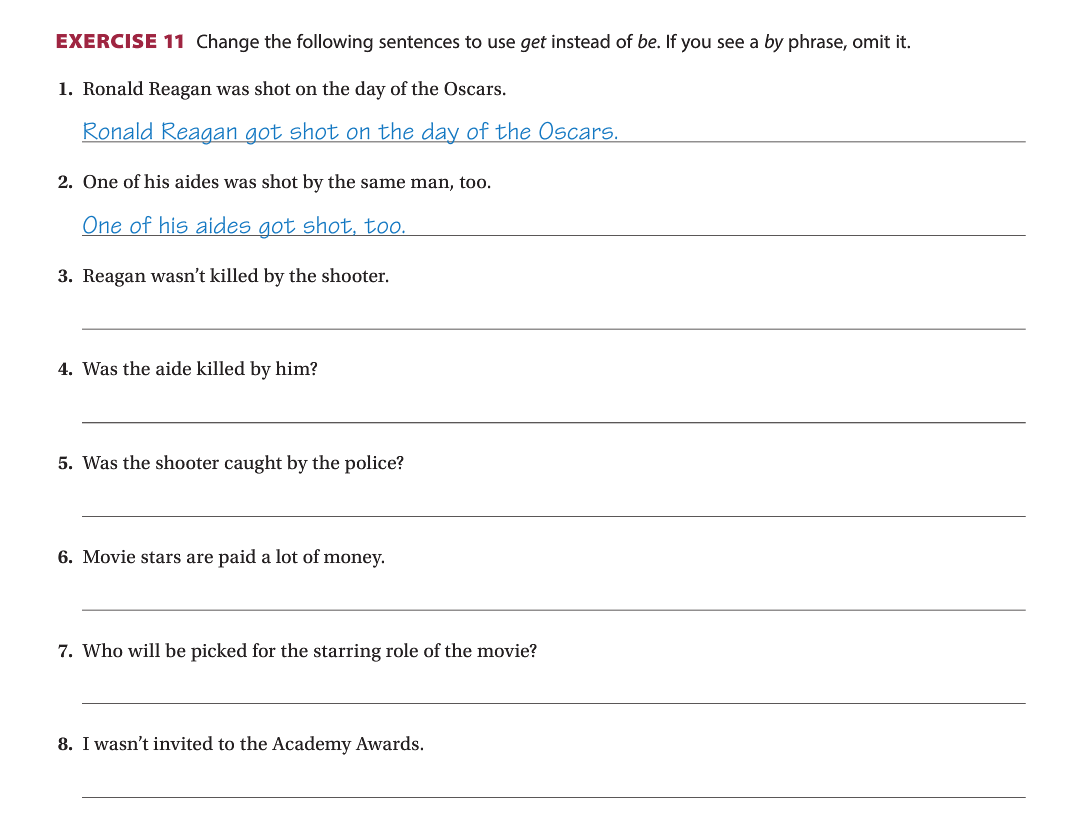 EXERCISE 11 Change the following sentences to use get instead of be. If you see a by phrase, omit it.
1. Ronald Reagan was shot on the day of the Oscars.
Ronald Reagan got shot on the day of the Oscars.
2. One of his aides was shot by the same man, too.
One of his aides got shot, too.
3. Reagan wasn’t killed by the shooter.
4. Was the aide killed by him?
5. Was the shooter caught by the police?
6. Movie stars are paid a lot of money.
7. Who will be picked for the starring role of the movie?
8. I wasn’t invited to the Academy Awards.